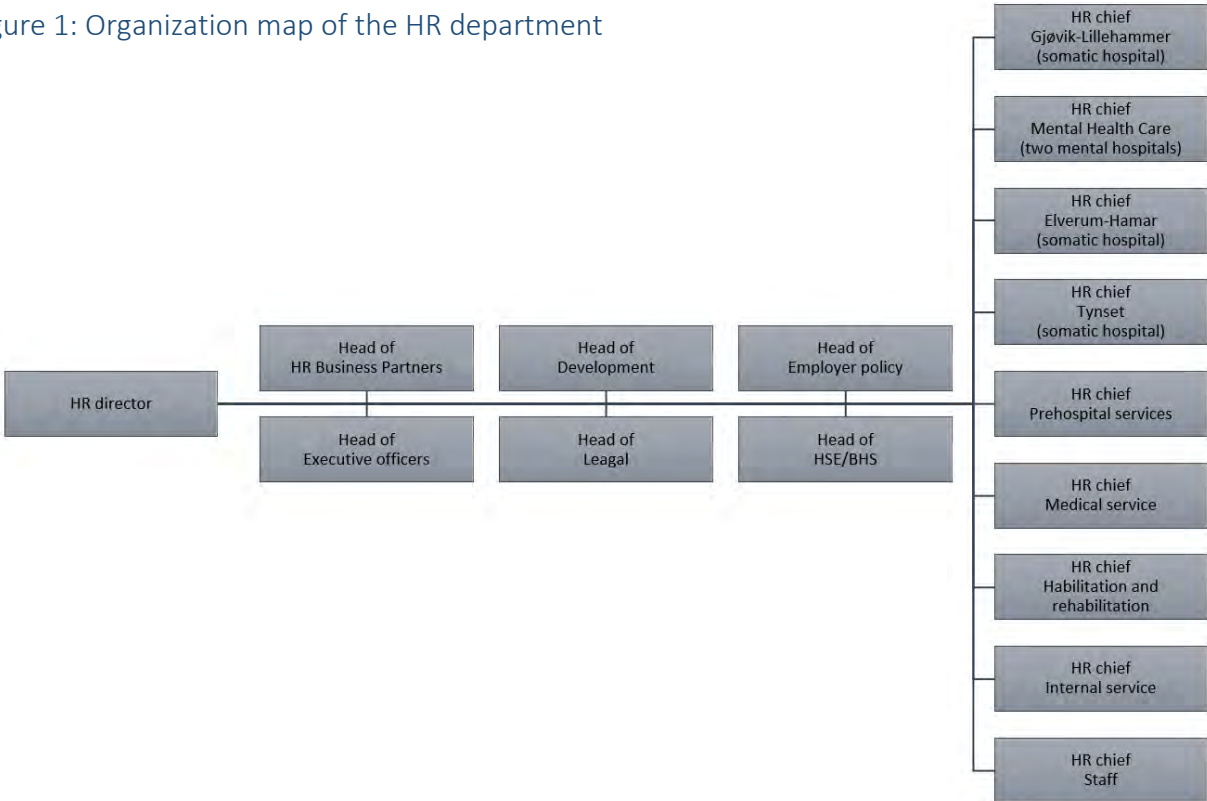 gure 1: Organization map of the HR department
HR director
Head of
HR Business Partners
Head of
Development
Head of
Employer policy
Head of
Executive officers
Head of
Leagal
Head of
HSE/BHS
HR chief
Gjøvik-Lillehammer
(somatic hospital)
HR chief
Mental Health Care
(two mental hospitals)
HR chief
Elverum-Hamar
(somatic hospital)
HR chief
Tynset
(somatic hospital)
HR chief
Prehospital services
HR chief
Medical service
HR chief
Habilitation and
rehabilitation
HR chief
Internal service
HR chief
Staff